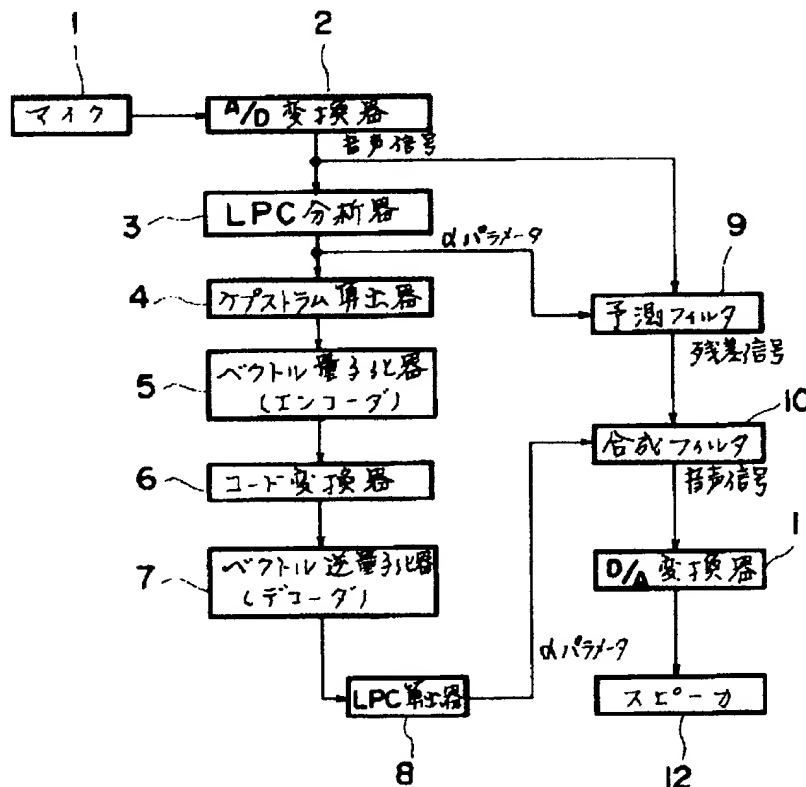 1
2
マイク
A/D 変換器
音声信号
3
LPC 分析器
αパラメータ
9
4
ケプストラム算出器
予測フィルタ
残差信号
5
ベクトル量子化器
(エンコーダ)
10
合成フィルタ
音声信号
6
コード変換器
1
D/A 変換器
7
ベクトル逆量子化器
(デコーダ)
αパラメータ
LPC算出器
スピーカ
8
12